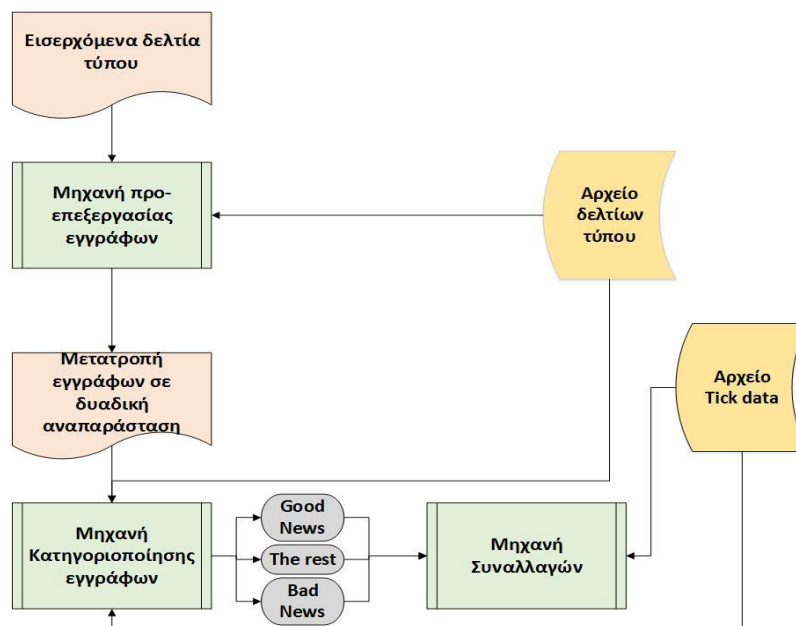 Εισερχόμενα δελτία
τύπου
Μηχανή προ-
επεξεργασίας
εγγράφων
Αρχείο
δελτίων
τύπου
Μετατροπή
εγγράφων σε
δυαδική
αναπαράσταση
Αρχείο
Tick data
Μηχανή
Κατηγοριοποίησης
εγγράφων
Good
News
The rest
Bad
News
Μηχανή
Συναλλαγών